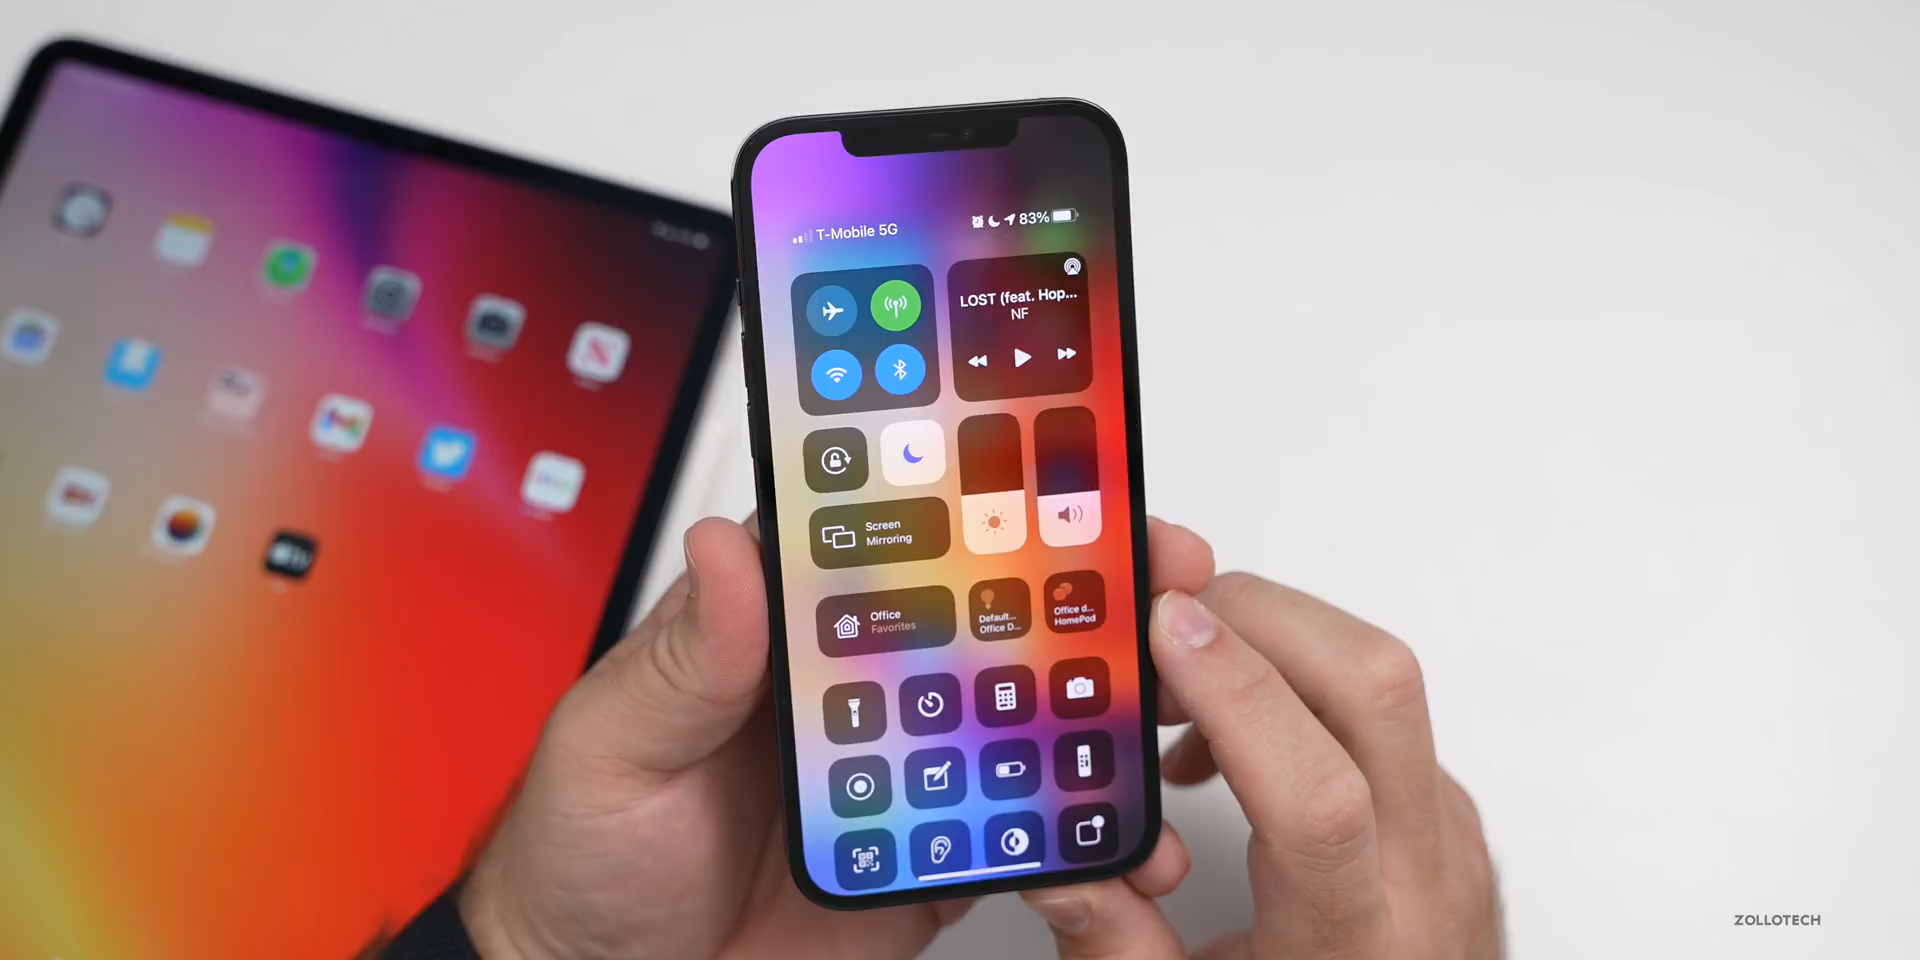 T-Mobile 5G
83%
LOST (feat. Hop...
NF
Screen
Mirroring
Office
Favorites
Default...
Office D...
Office d...
HomePod
ZOLLOTECH